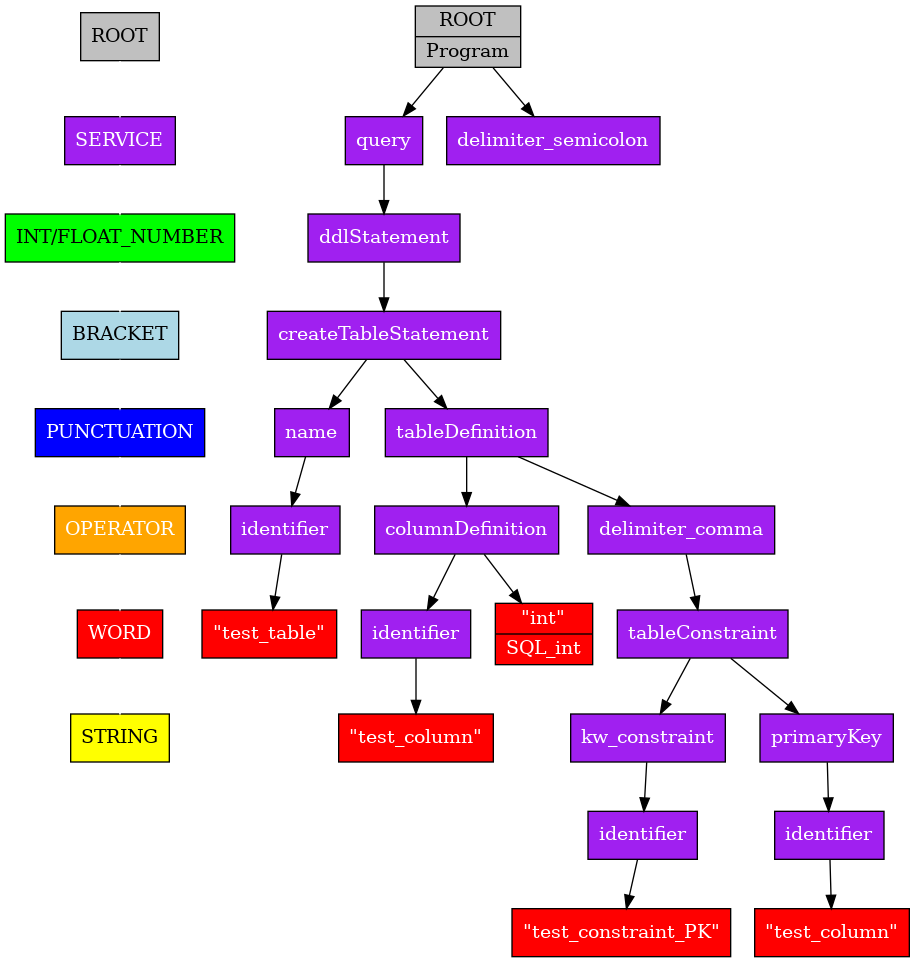 ROOT
ROOT
Program
SERVICE
query
delimiter_semicolon
INT/FLOAT_NUMBER
ddlStatement
BRACKET
createTableStatement
PUNCTUATION
name
tableDefinition
OPERATOR
identifier
columnDefinition
delimiter_comma
WORD
"test_table"
identifier
"int"
SQL_int
tableConstraint
STRING
"test_column"
kw_constraint
primaryKey
identifier
identifier
"test_constraint_PK"
"test_column"